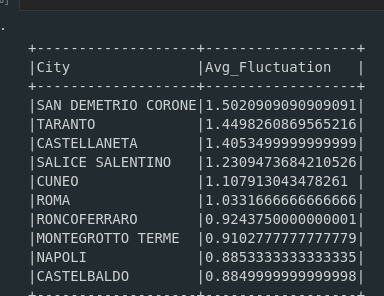 .
+-------------------+------------------+
|City               |Avg_Fluctuation   |
+-------------------+------------------+
|SAN DEMETRIO CORONE|1.5020909090909091|
|TARANTO            |1.4498260869565216|
|CASTELLANETA       |1.4053499999999999|
|SALICE SALENTINO   |1.2309473684210526|
|CUNEO              |1.107913043478261 |
|ROMA               |1.0331666666666666|
|RONCOFERRARO       |0.9243750000000001|
|MONTEGROTTO TERME  |0.9102777777777779|
|NAPOLI             |0.8853333333333335|
|CASTELBALDO        |0.8849999999999998|
+-------------------+------------------+